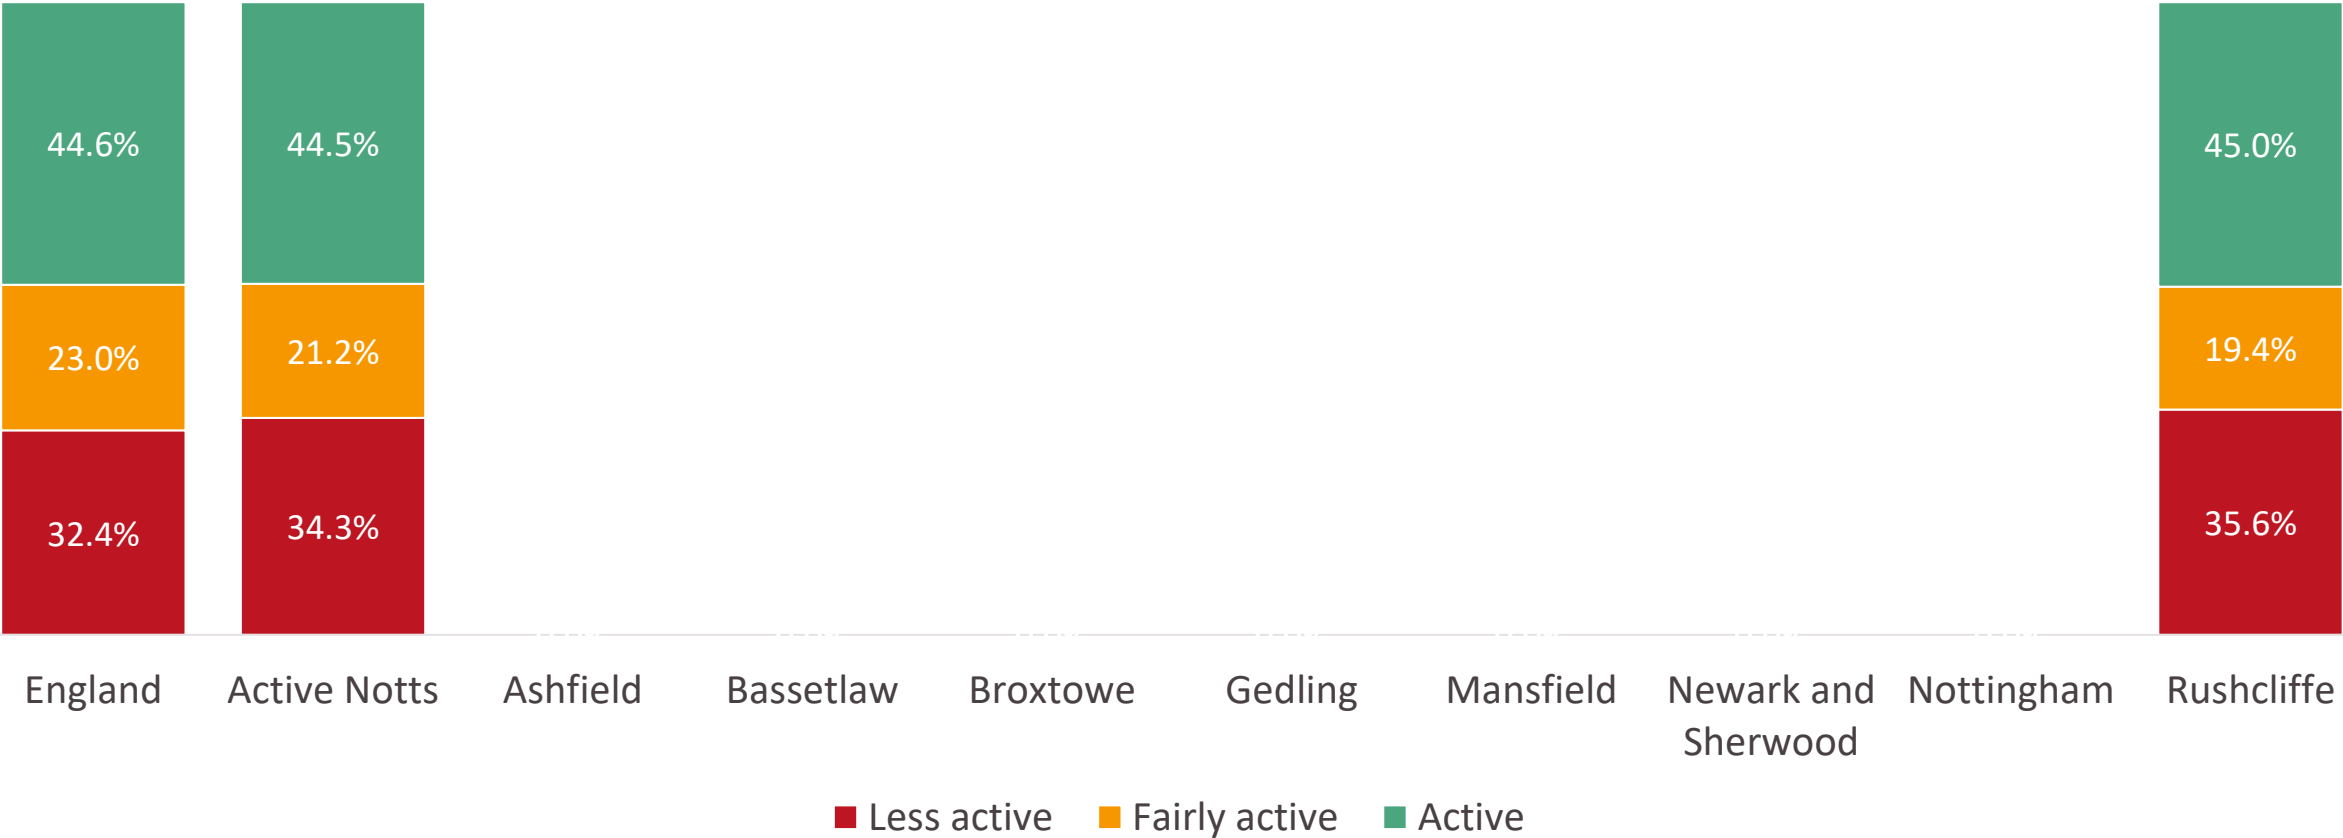 44.6% 44.5% 45.0%
23.0% 21.2% 19.4%
32.4% 34.3% 35.6%
England Active Notts Ashfield Bassetlaw Broxtowe Gedling Mansfield Newark and Nottingham Rushcliffe
Sherwood
Less active Fairly active Active